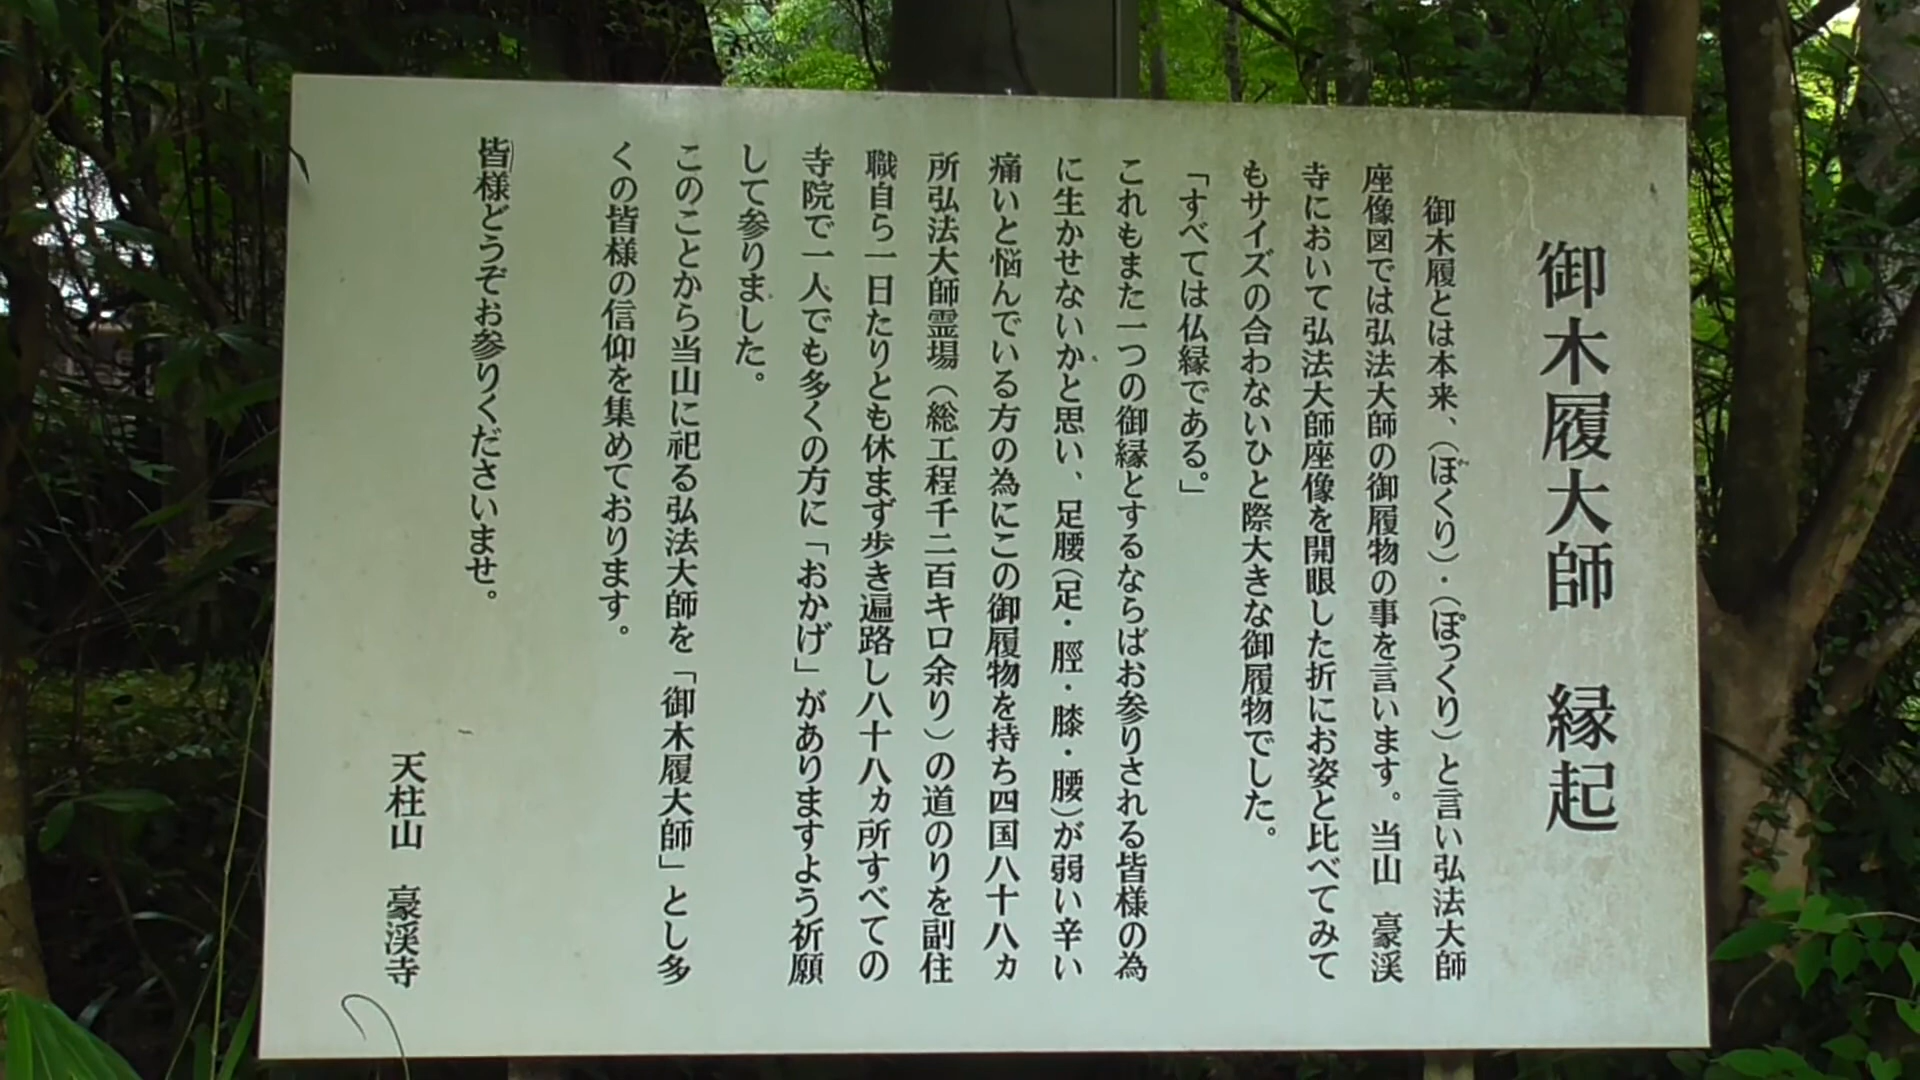 御木履大師　縁起
御木履とは本来、（ぼくり）・（ぽっくり）と言い弘法大師
座像図では弘法大師の御履物の事を言います。当山　豪渓
寺において弘法大師座像を開眼した折にお姿と比べてみて
もサイズの合わないひと際大きな御履物でした。
「すべては仏縁である。」
これもまた一つの御縁とするならばお参りされる皆様の為
に生かせないかと思い、足腰（足・脛・膝・腰）が弱い辛い
痛いと悩んでいる方の為にこの御履物を持ち四国八十八ヵ
所弘法大師霊場（総工程千二百キロ余り）の道のりを副住
職自ら一日たりとも休まず歩き遍路し八十八ヵ所すべての
寺院で一人でも多くの方に「おかげ」がありますよう祈願
して参りました。
このことから当山に祀る弘法大師を「御木履大師」とし多
くの皆様の信仰を集めております。
皆様どうぞお参りくださいませ。
天柱山　豪渓寺